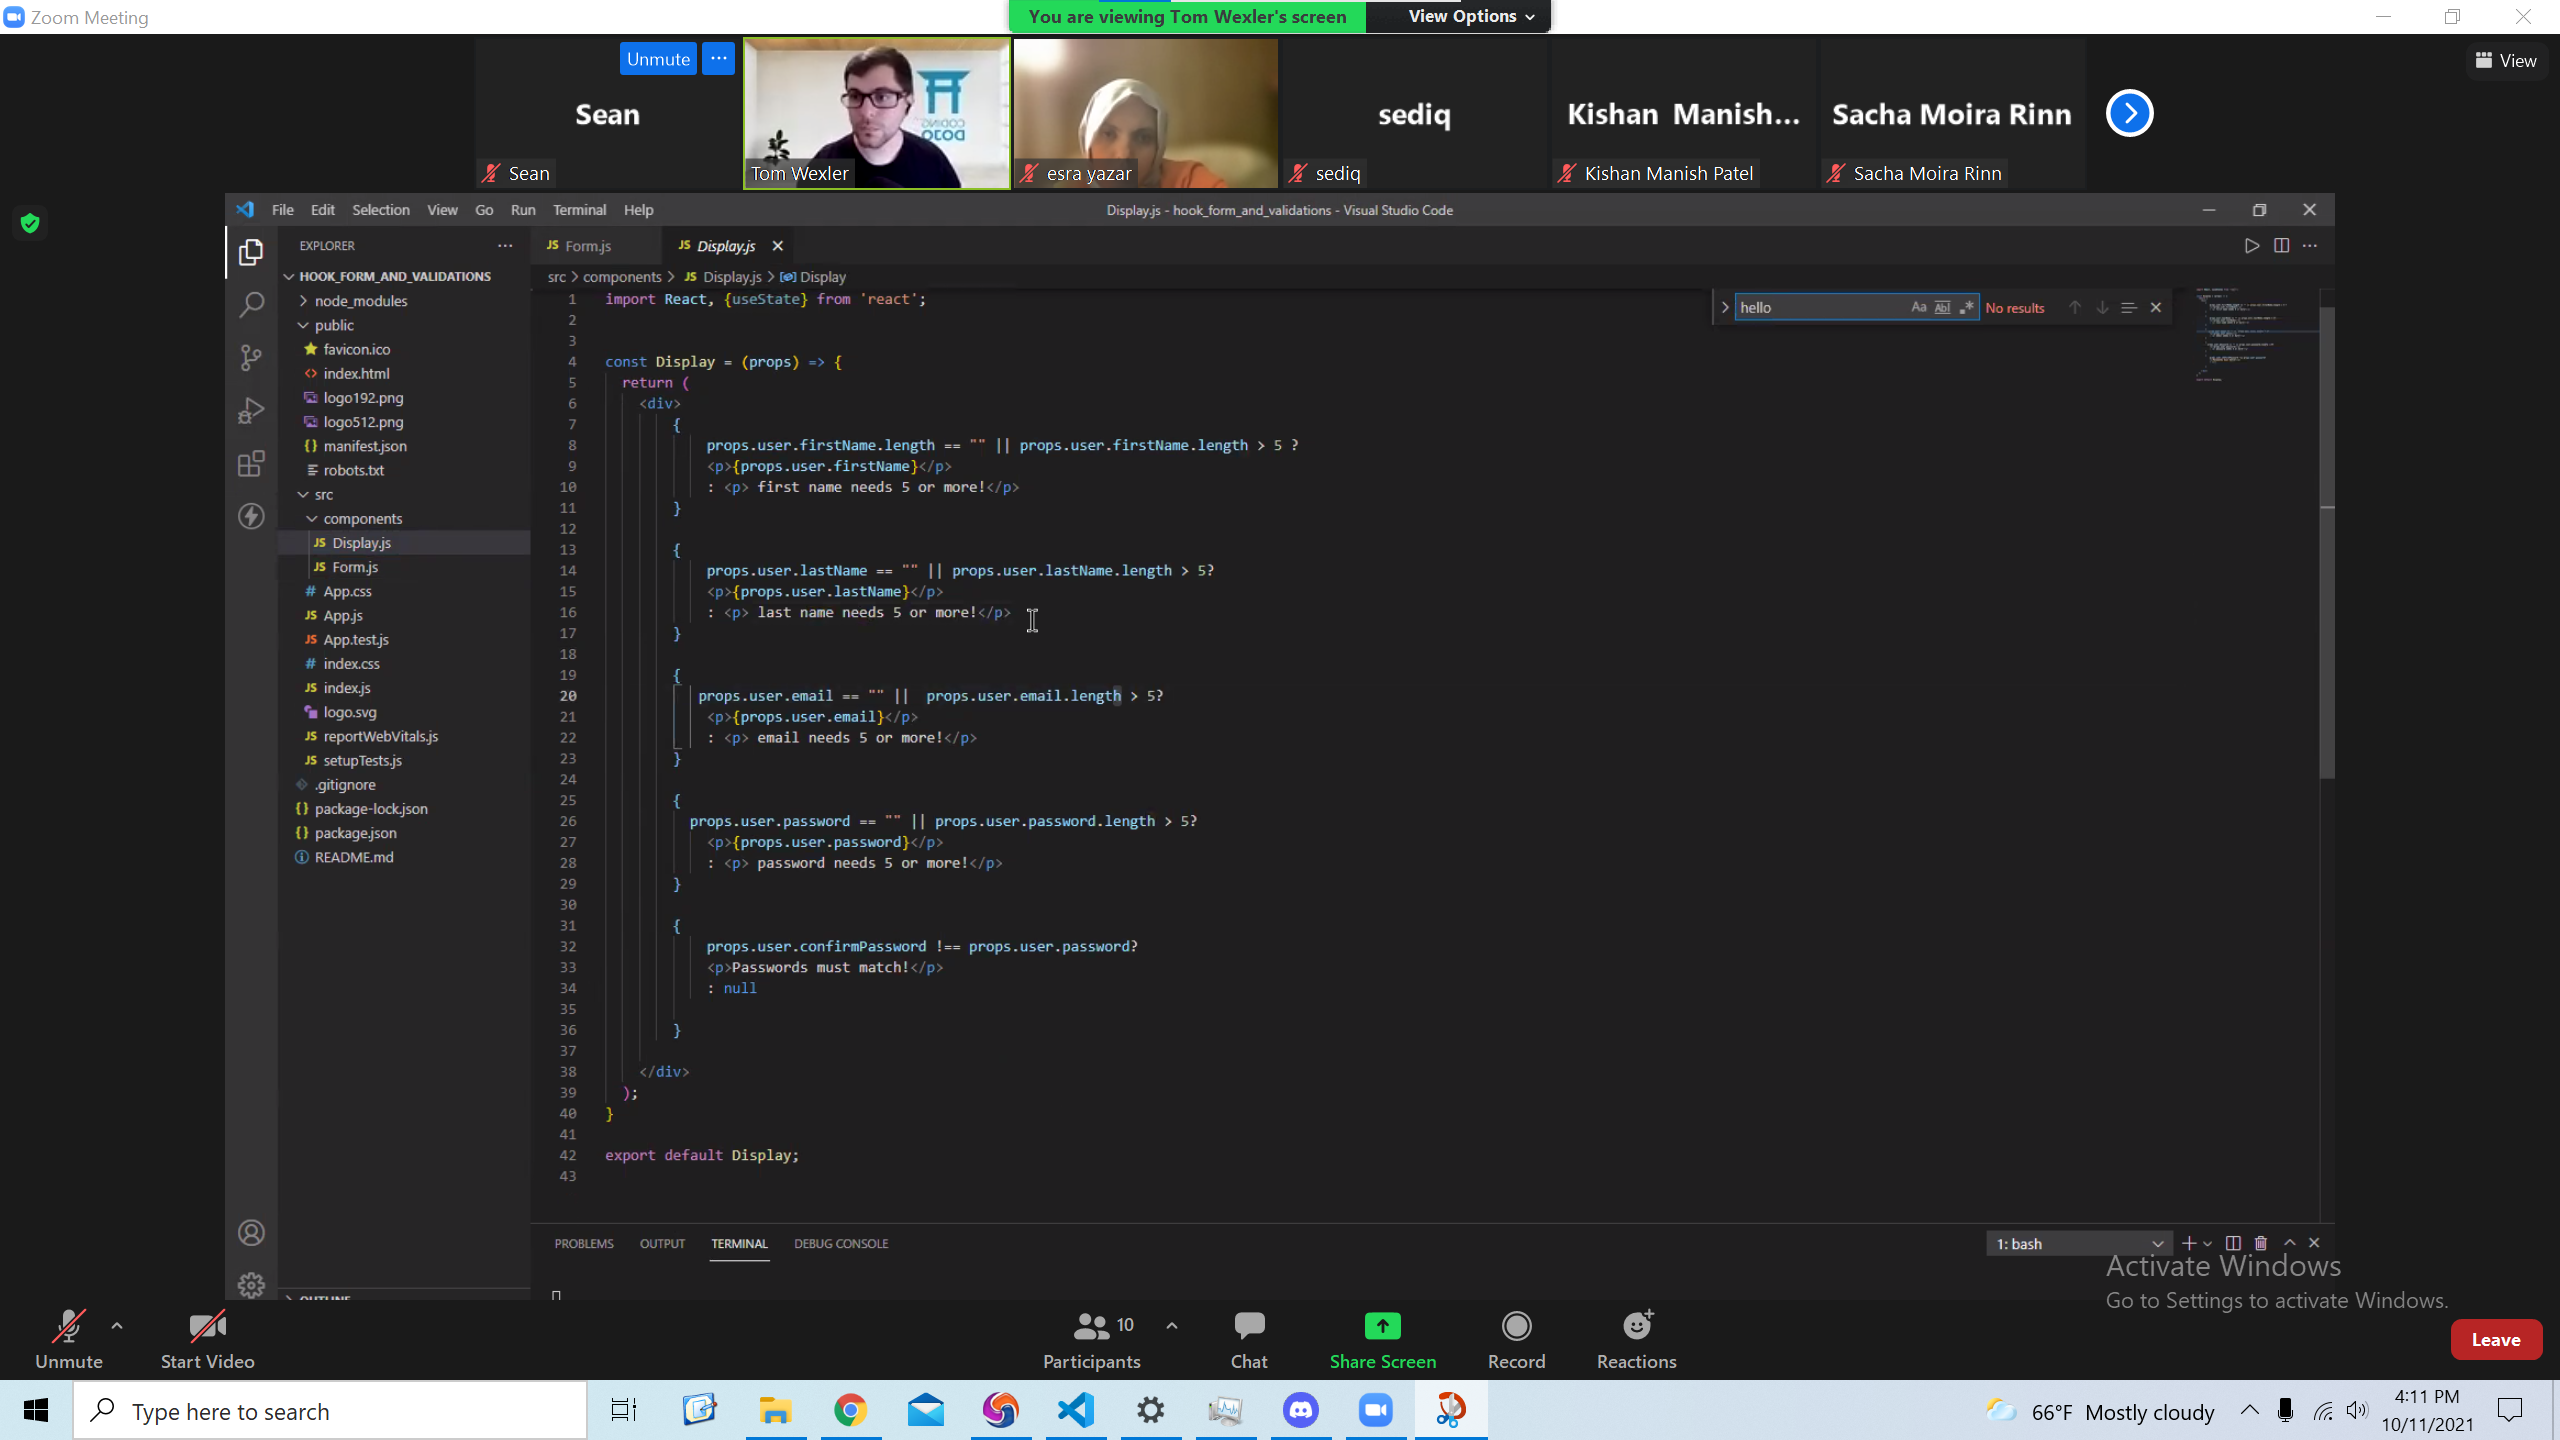 Zoom Meeting
You are viewing Tom Wexler's screen
View Options
Unmute
...
Sean
Sean
CODING
DOJO
Tom Wexler
esra yazar
sediq
sediq
Kishan Manish...
Kishan Manish Patel
Sacha Moira Rinn
Sacha Moira Rinn
View
File Edit Selection View Go Run Terminal Help
Display.js - hook_form_and_validations - Visual Studio Code
EXPLORER
HOOK_FORM_AND_VALIDATIONS
node_modules
public
favicon.ico
<> index.html
logo192.png
logo512.png
{} manifest.json
robots.txt
src
components
JS Display.js
JS Form.js
# App.css
JS App.js
JS App.test.js
# index.css
JS index.js
logo.svg
JS reportWebVitals.js
JS setupTests.js
.gitignore
{} package-lock.json
{} package.json
README.md
OUTLINE
JS Form.js
JS Display.js
src > components > JS Display.js > Display
hello
Aa Abl .*
No results
1 import React, {useState} from 'react';
2
3
4 const Display = (props) => {
5 return (
6 <div>
7 {
8 props.user.firstName.length == "" || props.user.firstName.length > 5 ?
9 <p>{props.user.firstName}</p>
10 : <p> first name needs 5 or more!</p>
11 }
12
13 {
14 props.user.lastName == "" || props.user.lastName.length > 5?
15 <p>{props.user.lastName}</p>
16 : <p> last name needs 5 or more!</p>
17 }
18
19 {
20 props.user.email == "" || props.user.email.length > 5?
21 <p>{props.user.email}</p>
22 : <p> email needs 5 or more!</p>
23 }
24
25 {
26 props.user.password == "" || props.user.password.length > 5?
27 <p>{props.user.password}</p>
28 : <p> password needs 5 or more!</p>
29 }
30
31 {
32 props.user.confirmPassword !== props.user.password?
33 <p>Passwords must match!</p>
34 : null
35
36 }
37
38 </div>
39 );
40 }
41
42 export default Display;
43
PROBLEMS OUTPUT TERMINAL DEBUG CONSOLE
1: bash
Activate Windows
Go to Settings to activate Windows.
Unmute
Start Video
10
Participants
Chat
Share Screen
Record
Reactions
Leave
Type here to search
66°F Mostly cloudy
4:11 PM
10/11/2021